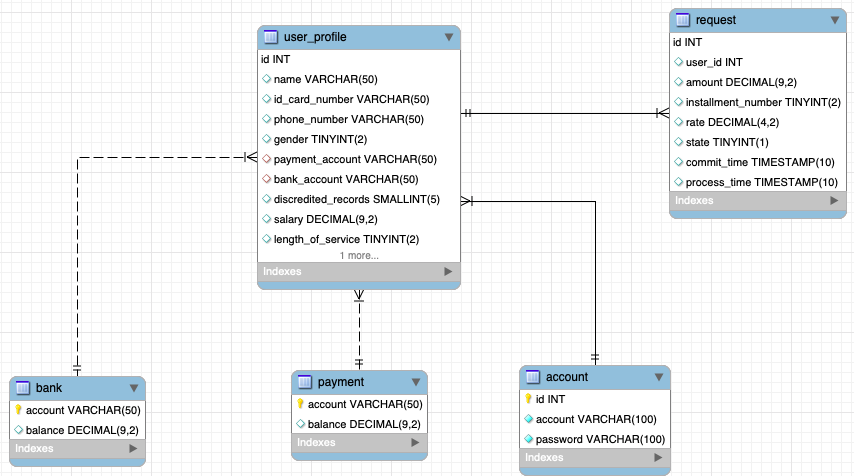 user_profile
id INT
name VARCHAR(50)
id_card_number VARCHAR(50)
phone_number VARCHAR(50)
gender TINYINT(2)
payment_account VARCHAR(50)
bank_account VARCHAR(50)
discredited_records SMALLINT(5)
salary DECIMAL(9,2)
length_of_service TINYINT(2)
1 more...
Indexes
request
id INT
user_id INT
amount DECIMAL(9,2)
installment_number TINYINT(2)
rate DECIMAL(4,2)
state TINYINT(1)
commit_time TIMESTAMP(10)
process_time TIMESTAMP(10)
Indexes
bank
account VARCHAR(50)
balance DECIMAL(9,2)
Indexes
payment
account VARCHAR(50)
balance DECIMAL(9,2)
Indexes
account
id INT
account VARCHAR(100)
password VARCHAR(100)
Indexes